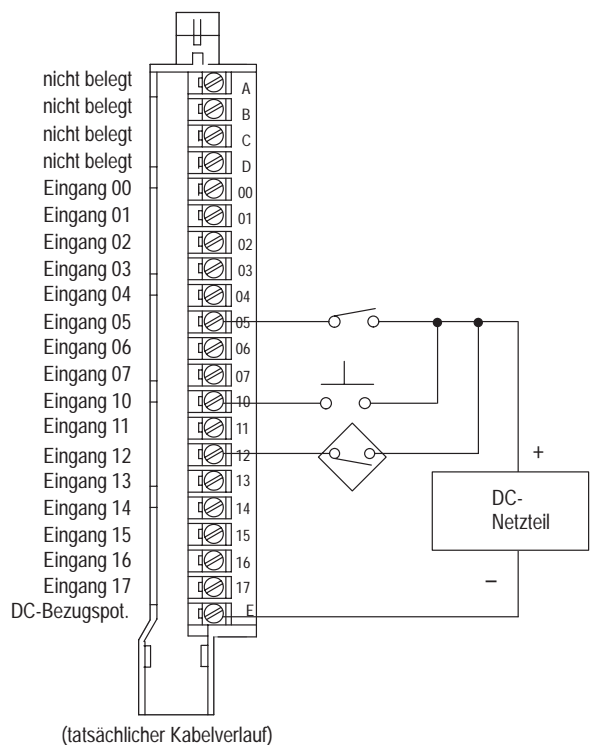 nicht belegt A
nicht belegt B
nicht belegt C
nicht belegt D
Eingang 00 00
Eingang 01 01
Eingang 02 02
Eingang 03 03
Eingang 04 04
Eingang 05 05
Eingang 06 06
Eingang 07 07
Eingang 10 10
Eingang 11 11
Eingang 12 12
Eingang 13 13
Eingang 14 14
Eingang 15 15
Eingang 16 16
Eingang 17 17
DC-Bezugspot. E
+
DC-
Netzteil
–
(tatsächlicher Kabelverlauf)